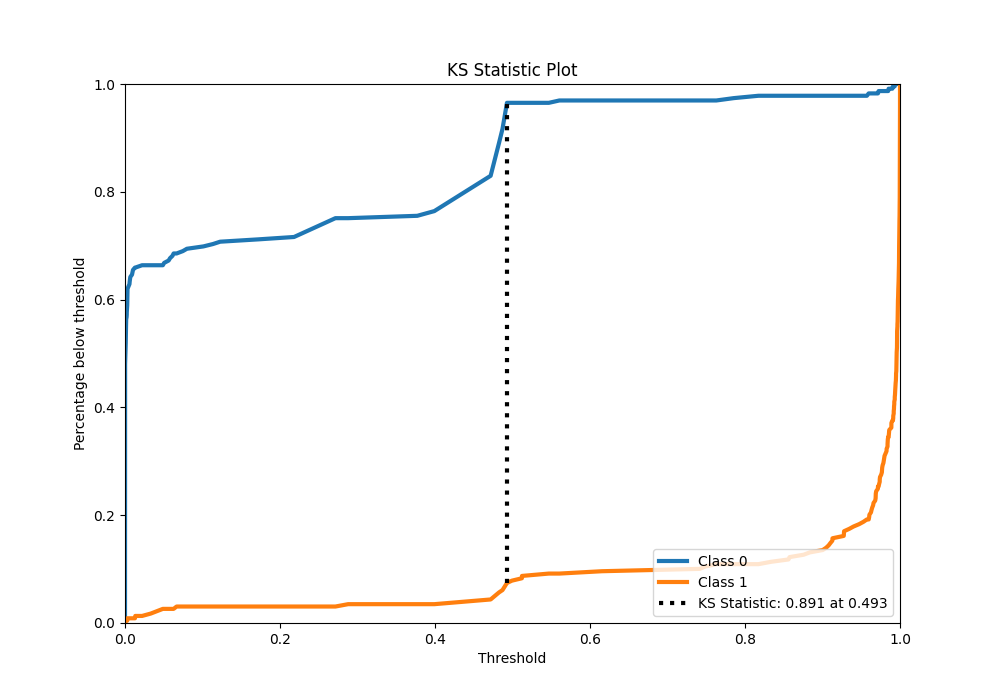 KS Statistic Plot
1.0
0.8
0.6
0.4
0.2
0.0
Percentage below threshold
0.0 0.2 0.4 0.6 0.8 1.0
Threshold
Class 0
Class 1
KS Statistic: 0.891 at 0.493